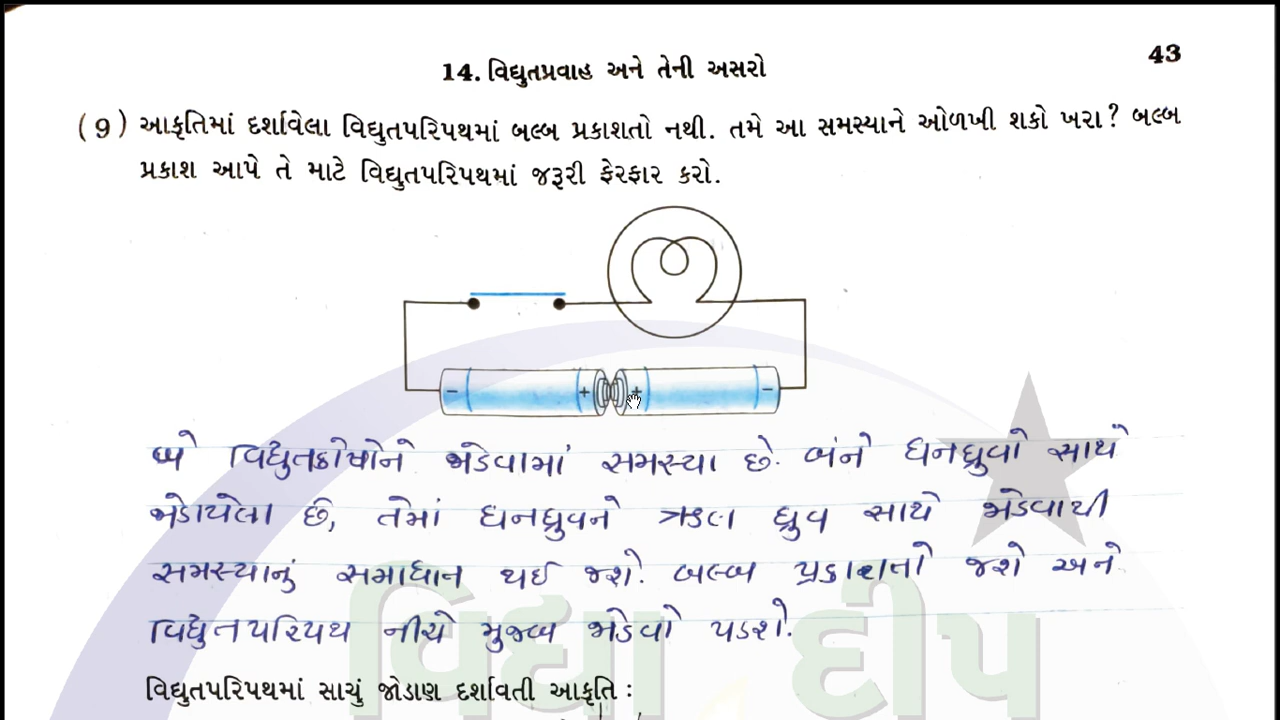 43
14. વિદ્યુતપ્રવાહ અને તેની અસરો
(9) આકૃતિમાં દર્શાવેલા વિદ્યુતપરિપથમાં બલ્બ પ્રકાશતો નથી. તમે આ સમસ્યાને ઓળખી શકો ખરા? બલ્બ
પ્રકાશ આપે તે માટે વિદ્યુતપરિપથમાં જરૂરી ફેરફાર કરો.
− + + −
બે વિદ્યુતકોષોને જોડવામાં સમસ્યા છે. બંને ધનધ્રુવો સાથે
જોડાયેલા છે, તેમાં ધનધ્રુવને ઋણ ધ્રુવ સાથે જોડવાથી
સમસ્યાનું સમાધાન થઈ જશે. બલ્બ પ્રકાશતો જશે અને
વિદ્યુતપરિપથ નીચે મુજબ જોડવો પડશે.
વિદ્યા દીપ
વિદ્યુતપરિપથમાં સાચું જોડાણ દર્શાવતી આકૃતિ :